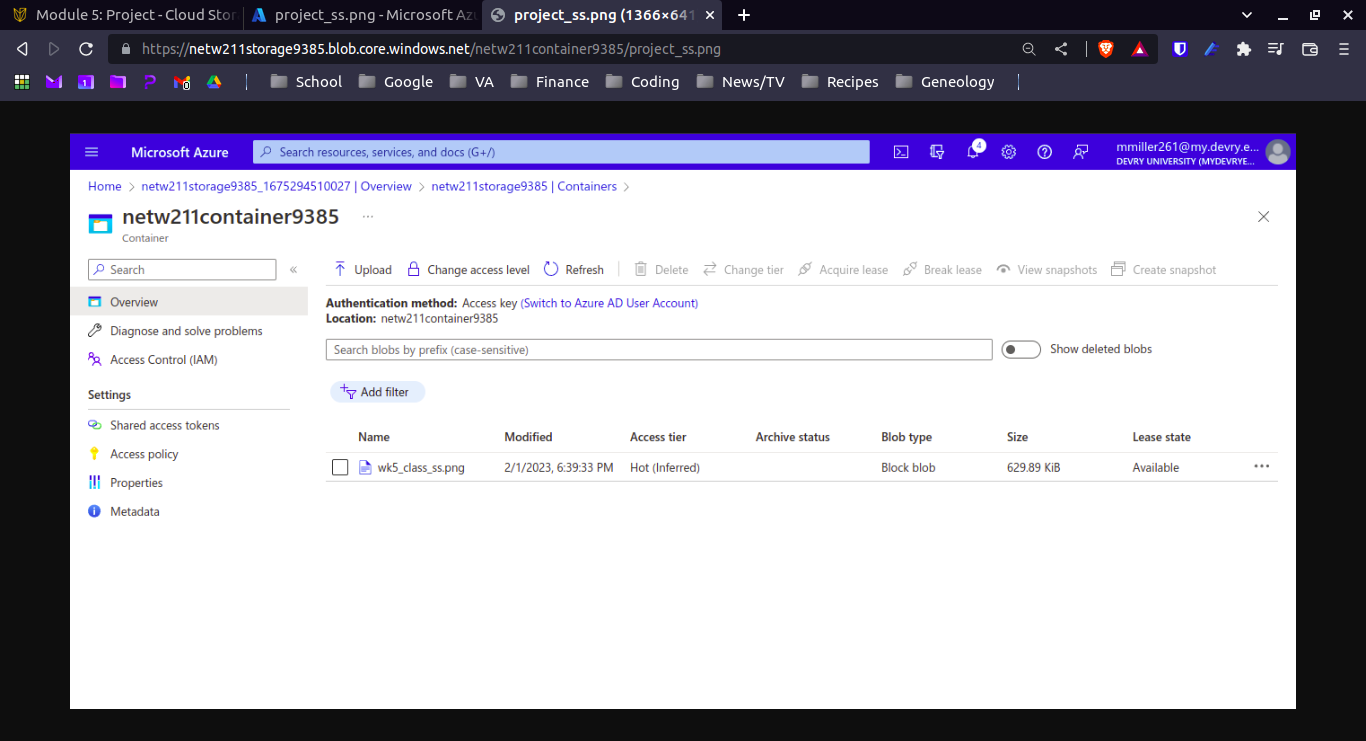 Module 5: Project - Cloud Stor
project_ss.png - Microsoft Azu
project_ss.png (1366×641
https://netw211storage9385.blob.core.windows.net/netw211container9385/project_ss.png
1
0
School
Google
VA
Finance
Coding
News/TV
Recipes
Geneology
Microsoft Azure
Search resources, services, and docs (G+/)
4
mmiller261@my.devry.e...
DEVRY UNIVERSITY (MYDEVRYE...
Home > netw211storage9385_1675294510027 | Overview > netw211storage9385 | Containers >
netw211container9385 ...
Container
Search
«
Upload
Change access level
Refresh
Delete
Change tier
Acquire lease
Break lease
View snapshots
Create snapshot
Overview
Diagnose and solve problems
Access Control (IAM)
Settings
Shared access tokens
Access policy
Properties
Metadata
Authentication method: Access key (Switch to Azure AD User Account)
Location: netw211container9385
Search blobs by prefix (case-sensitive)
Show deleted blobs
Add filter
Name Modified Access tier Archive status Blob type Size Lease state
wk5_class_ss.png 2/1/2023, 6:39:33 PM Hot (Inferred) Block blob 629.89 KiB Available ...